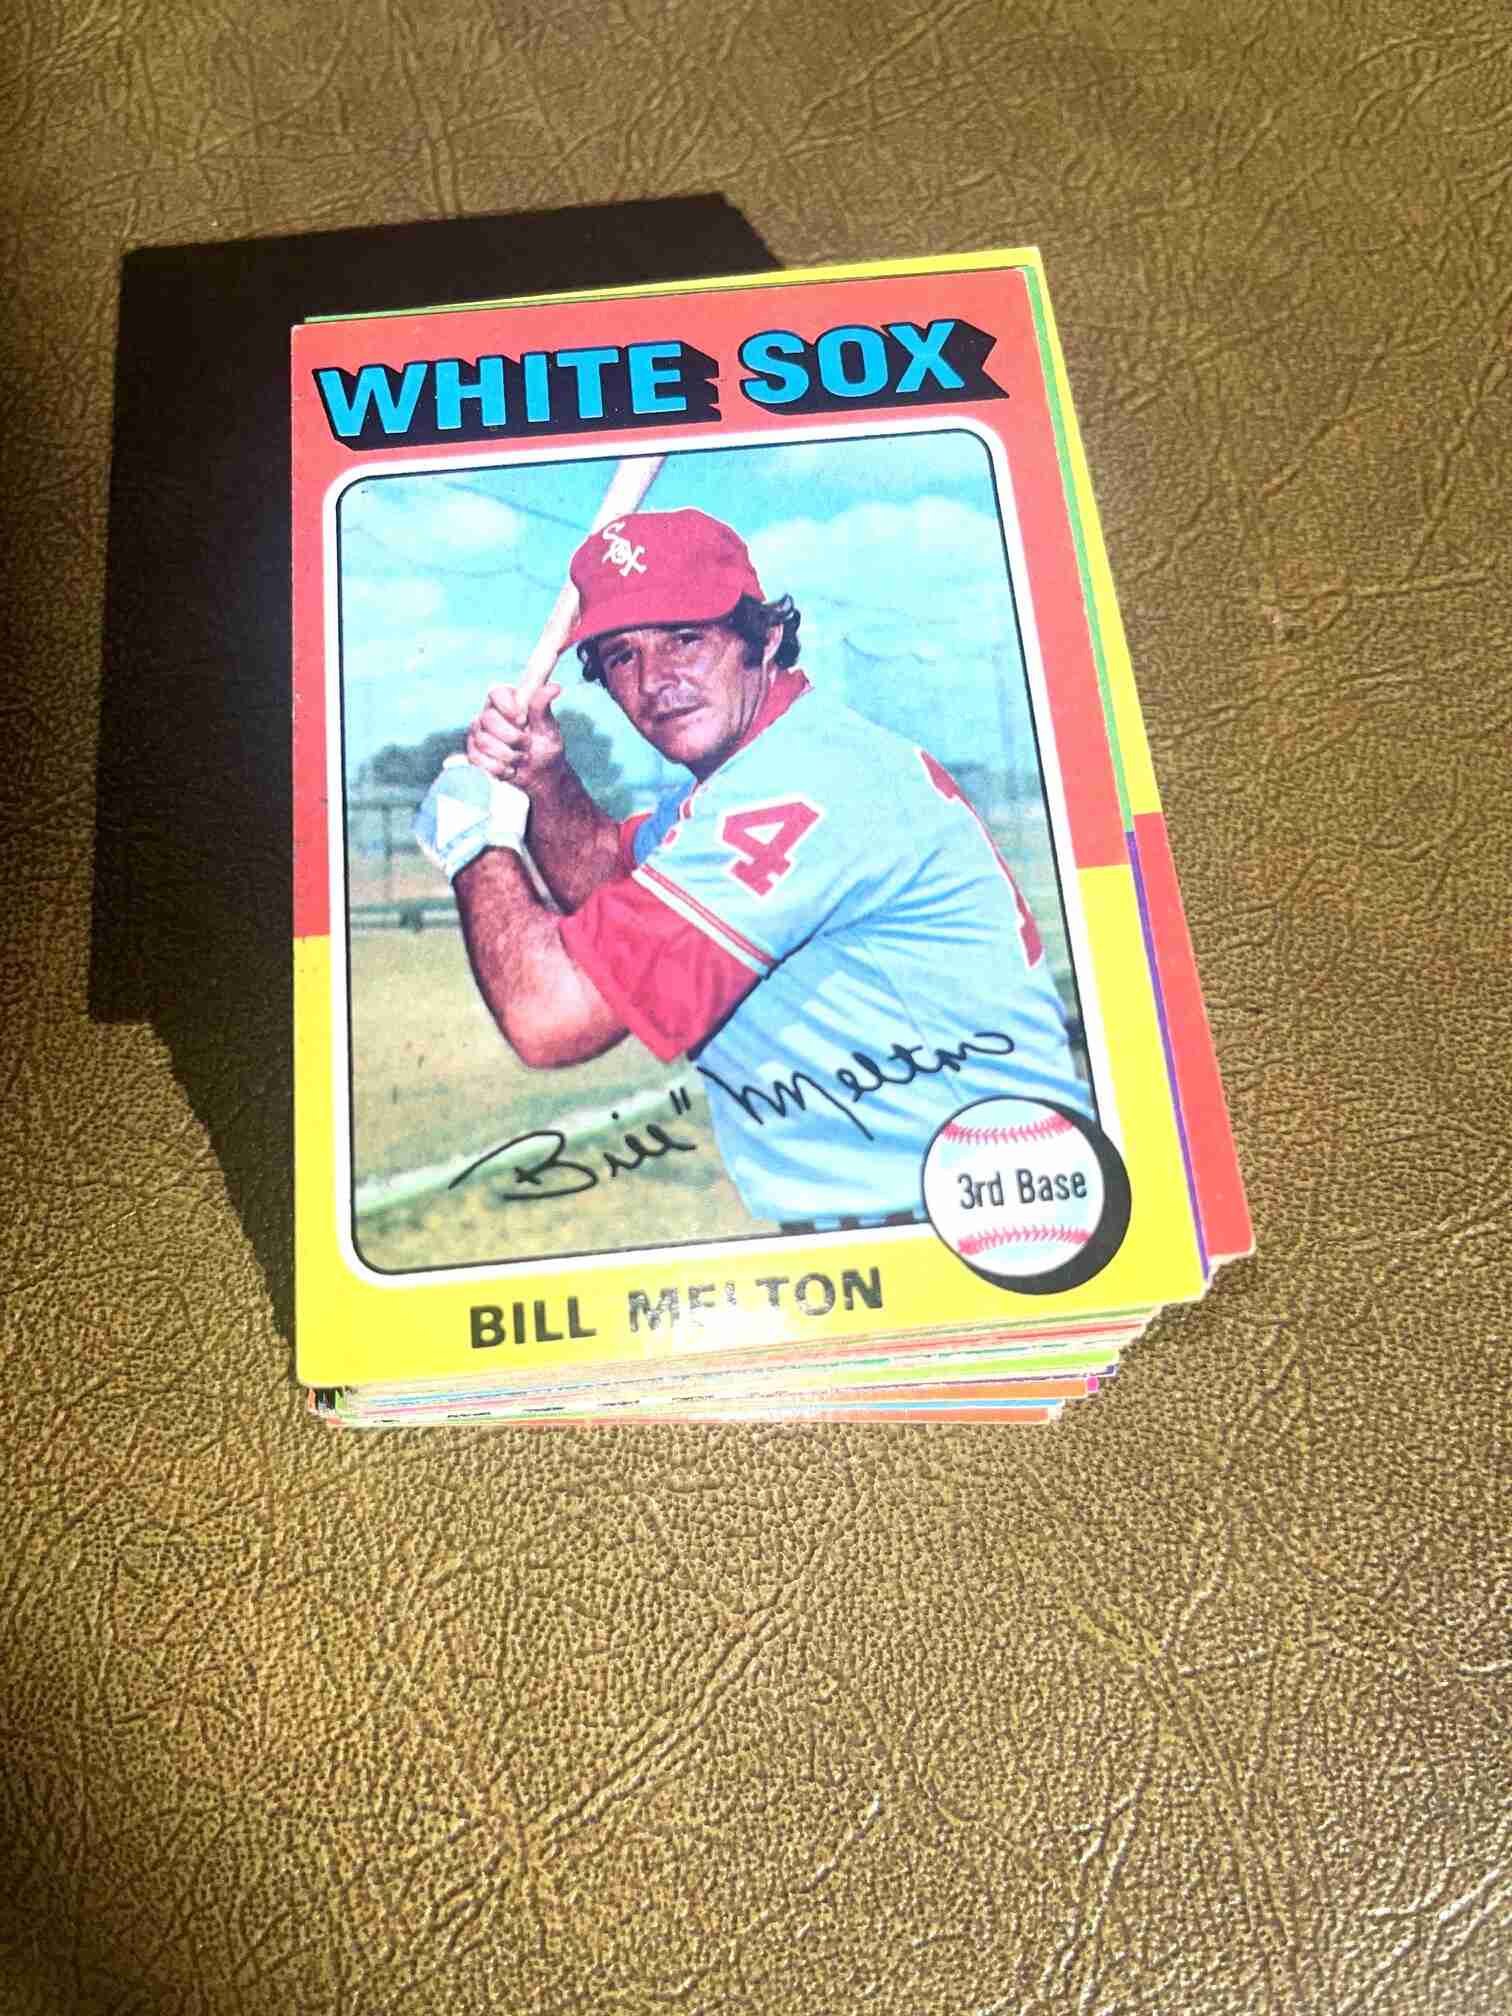 WHITE SOX
Sox
4
Bill" Melton
3rd Base
BILL MELTON